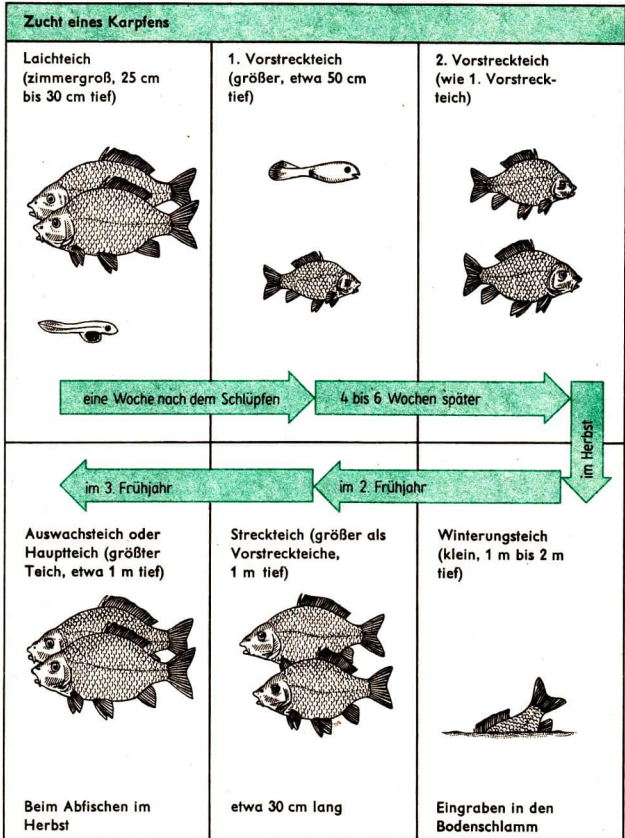 Zucht eines Karpfens
Laichteich
(zimmergroß, 25 cm
bis 30 cm tief)
1. Vorstreckteich
(größer, etwa 50 cm
tief)
2. Vorstreckteich
(wie 1. Vorstreck-
teich)
eine Woche nach dem Schlüpfen
4 bis 6 Wochen später
im Herbst
im 3. Frühjahr
im 2. Frühjahr
Auswachsteich oder
Hauptteich (größter
Teich, etwa 1 m tief)
Streckteich (größer als
Vorstreckteiche,
1 m tief)
Winterungsteich
(klein, 1 m bis 2 m
tief)
Beim Abfischen im
Herbst
etwa 30 cm lang
Eingraben in den
Bodenschlamm